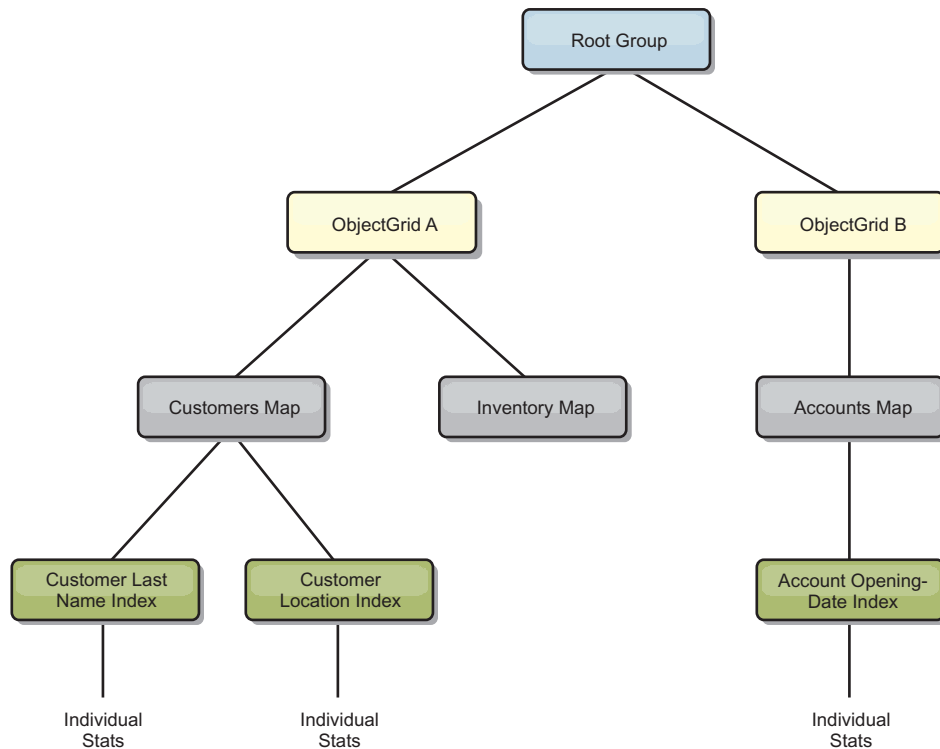 Root Group
ObjectGrid A
ObjectGrid B
Customers Map
Inventory Map
Accounts Map
Customer Last
Name Index
Customer
Location Index
Account Opening-
Date Index
Individual
Stats
Individual
Stats
Individual
Stats